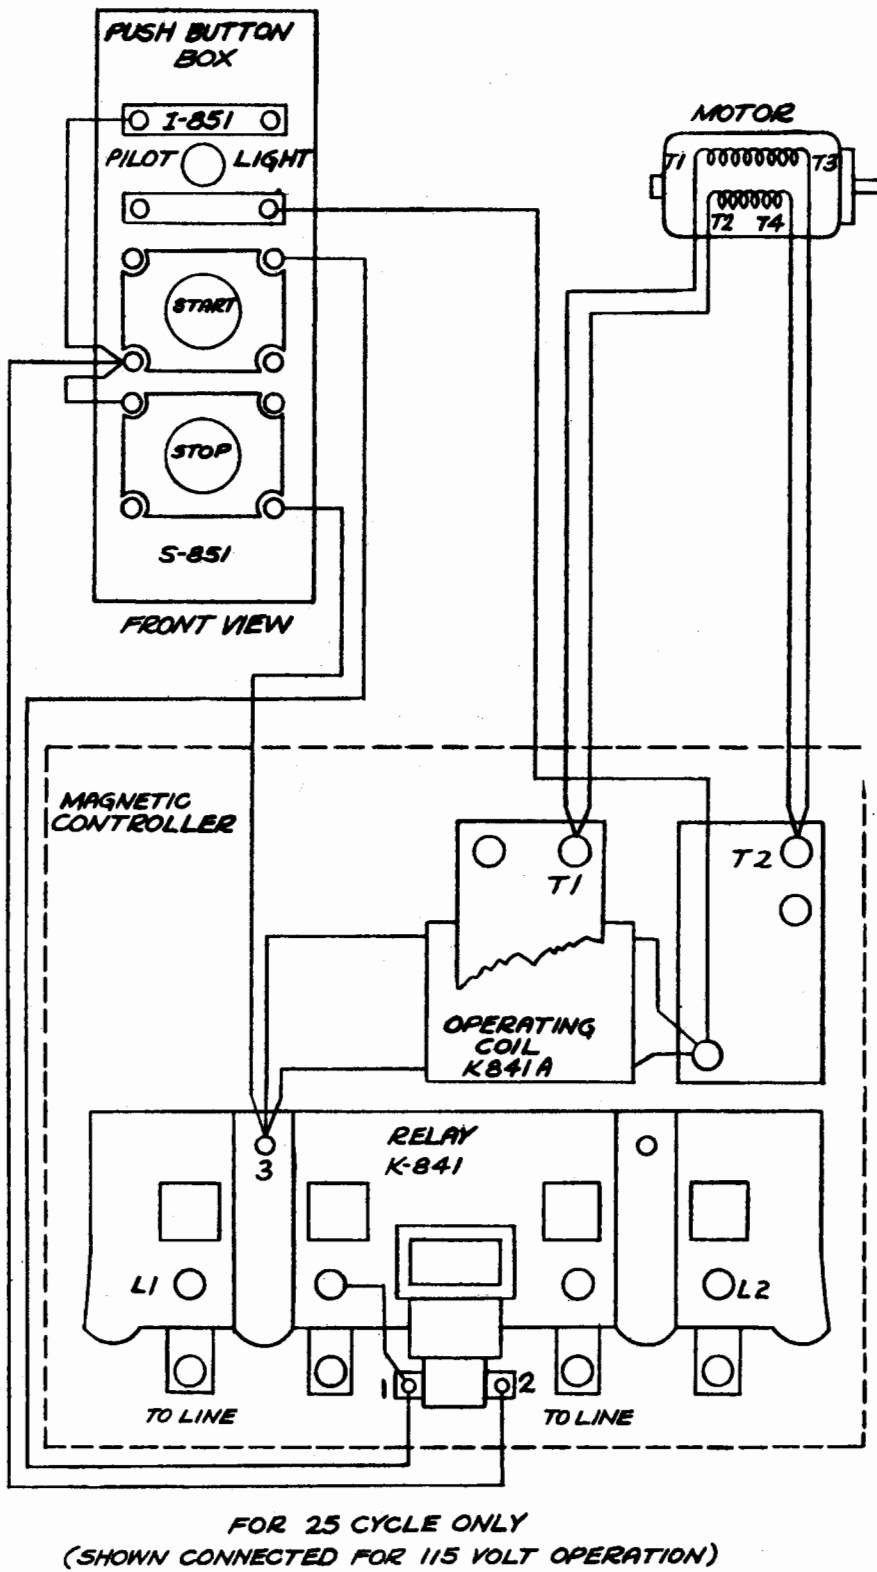 PUSH BUTTON
BOX
I-851
PILOT LIGHT
START
STOP
S-851
FRONT VIEW
MOTOR
T1 T3
T2 T4
MAGNETIC
CONTROLLER
T1
T2
OPERATING
COIL
K841A
3
RELAY
K-841
L1
L2
1
2
TO LINE
TO LINE
FOR 25 CYCLE ONLY
(SHOWN CONNECTED FOR 115 VOLT OPERATION)